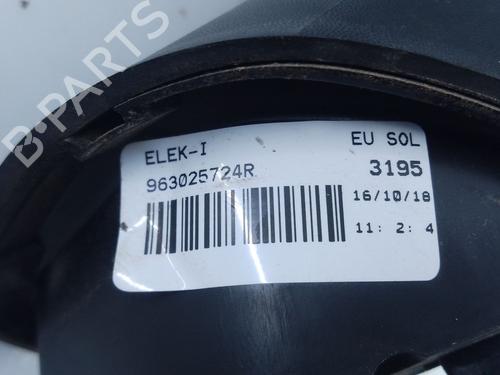 B-PARTS
ELEK-I
EU SOL
963025724R
3195
16/10/18
11: 2: 4